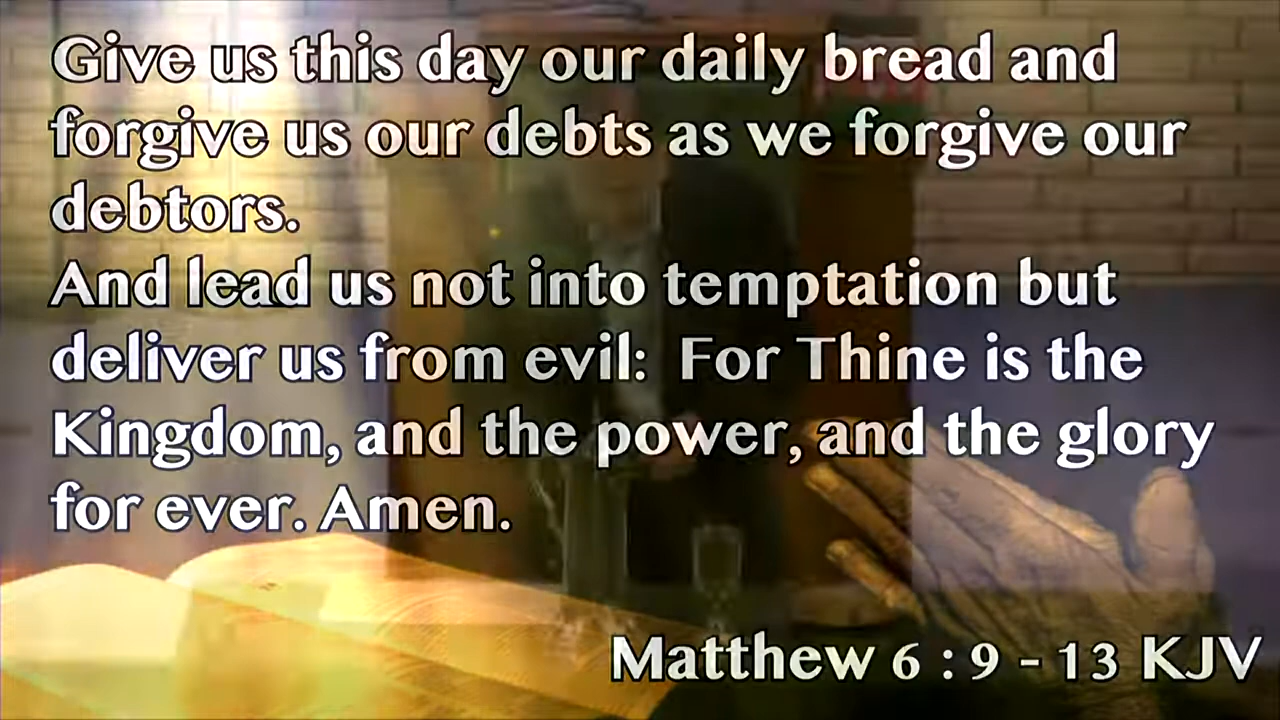 Give us this day our daily bread and
forgive us our debts as we forgive our
debtors.
And lead us not into temptation but
deliver us from evil: For Thine is the
Kingdom, and the power, and the glory
for ever. Amen.
Matthew 6 : 9 - 13 KJV